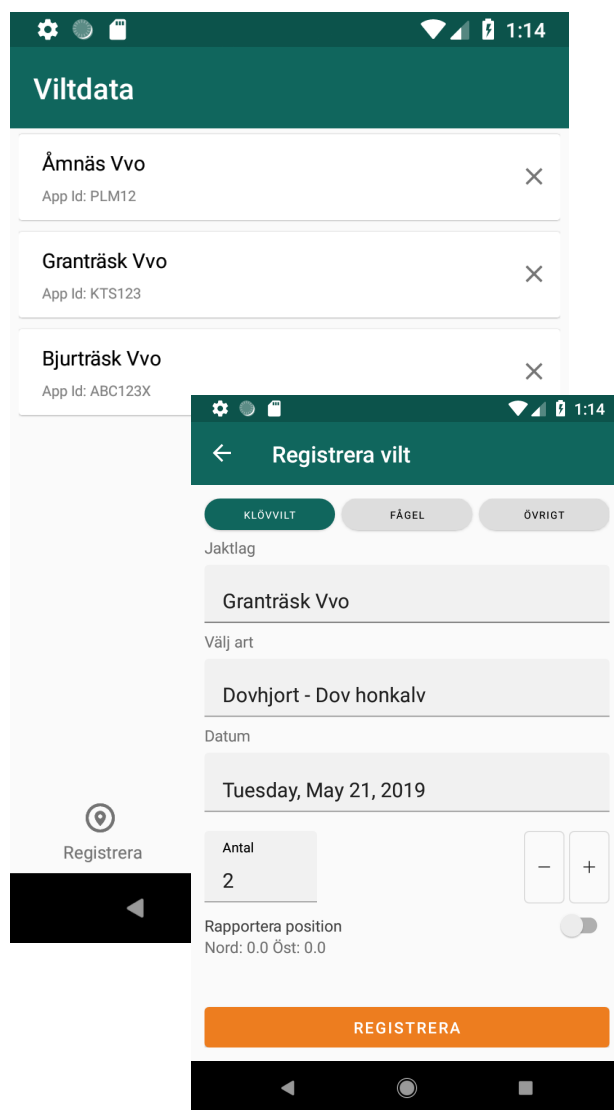 1:14
Viltdata
Åmnäs Vvo
App Id: PLM12
Granträsk Vvo
App Id: KTS123
Bjurträsk Vvo
App Id: ABC123X
Registrera
1:14
Registrera vilt
KLÖVVILT FÅGEL ÖVRIGT
Jaktlag
Granträsk Vvo
Välj art
Dovhjort - Dov honkalv
Datum
Tuesday, May 21, 2019
Antal
2
Rapportera position
Nord: 0.0 Öst: 0.0
REGISTRERA